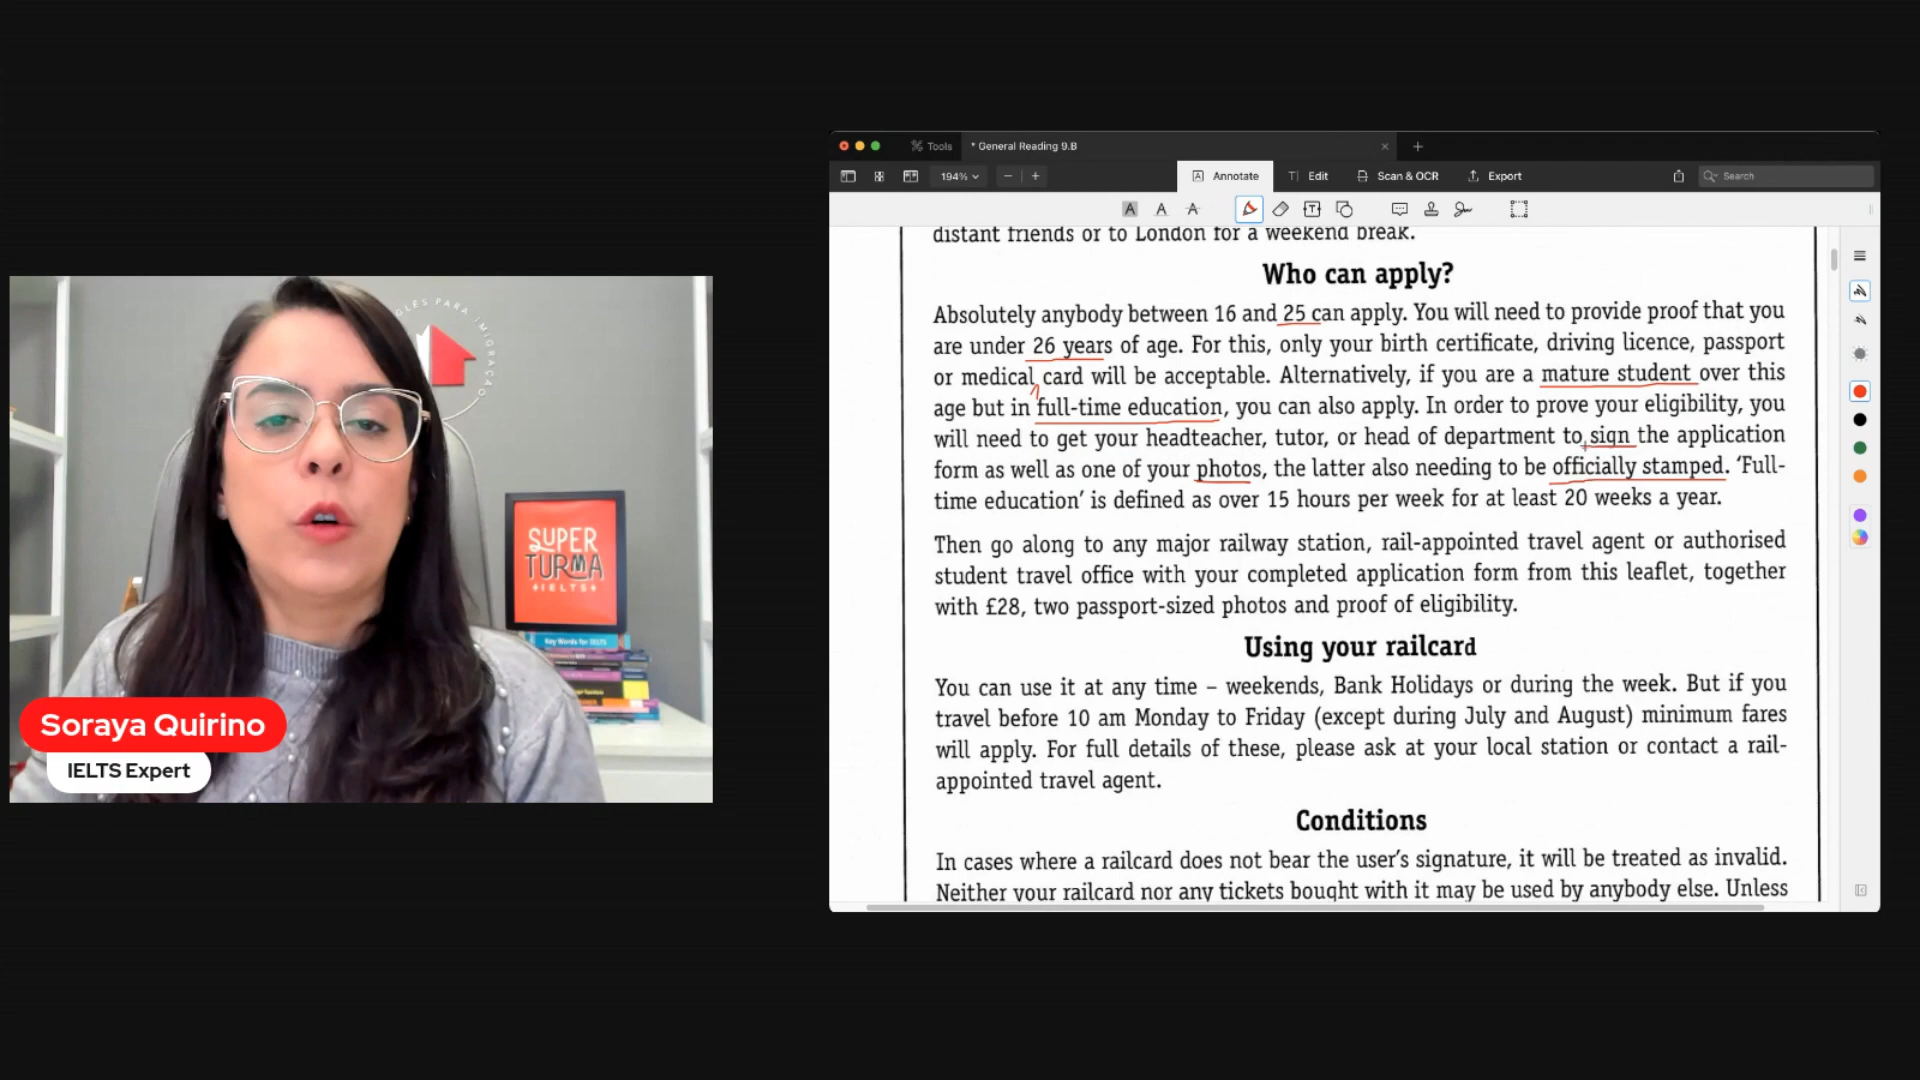 GLÊS PARA IMIGRAÇÃO
SUPER
TURMA
IELTS
Key Words for IELTS
Soraya Quirino
IELTS Expert
Tools
* General Reading 9.B
194%
Annotate
Edit
Scan & OCR
Export
Search
distant friends or to London for a weekend break.
Who can apply?
Absolutely anybody between 16 and 25 can apply. You will need to provide proof that you
are under 26 years of age. For this, only your birth certificate, driving licence, passport
or medical card will be acceptable. Alternatively, if you are a mature student over this
age but in full-time education, you can also apply. In order to prove your eligibility, you
will need to get your headteacher, tutor, or head of department to sign the application
form as well as one of your photos, the latter also needing to be officially stamped. ‘Full-
time education’ is defined as over 15 hours per week for at least 20 weeks a year.
Then go along to any major railway station, rail-appointed travel agent or authorised
student travel office with your completed application form from this leaflet, together
with £28, two passport-sized photos and proof of eligibility.
Using your railcard
You can use it at any time – weekends, Bank Holidays or during the week. But if you
travel before 10 am Monday to Friday (except during July and August) minimum fares
will apply. For full details of these, please ask at your local station or contact a rail-
appointed travel agent.
Conditions
In cases where a railcard does not bear the user’s signature, it will be treated as invalid.
Neither your railcard nor any tickets bought with it may be used by anybody else. Unless